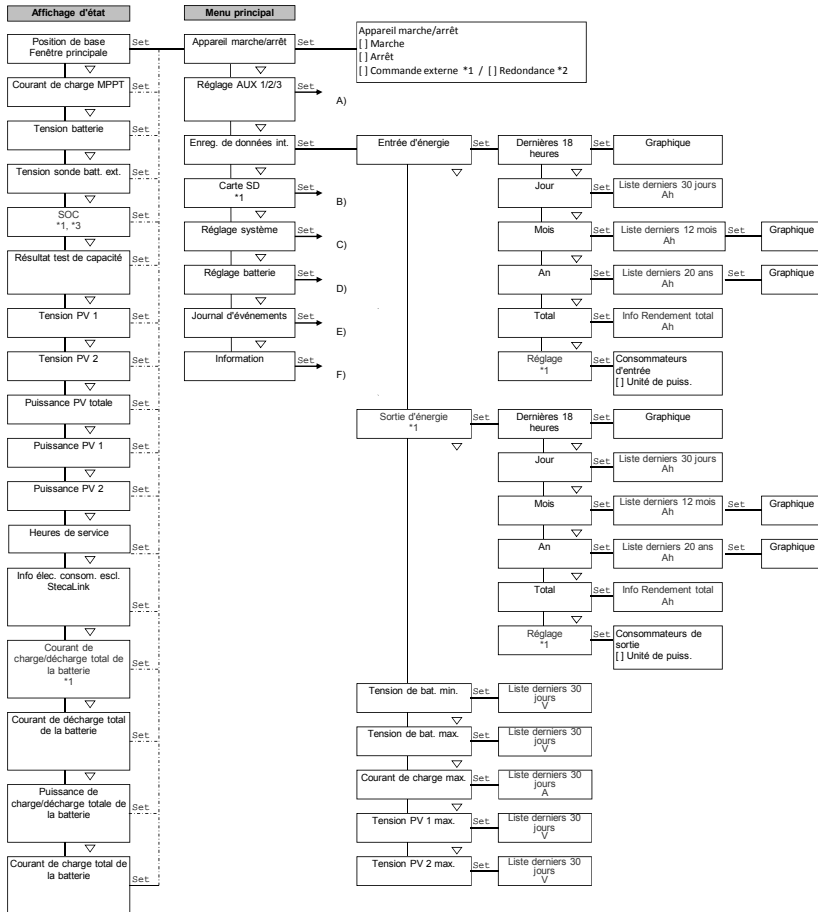 Affichage d'état
Menu principal
Position de base
Fenêtre principale
Set
Appareil marche/arrêt
Set
Appareil marche/arrêt
[ ] Marche
[ ] Arrêt
[ ] Commande externe *1 / [ ] Redondance *2
Courant de charge MPPT
Set
Réglage AUX 1/2/3
Set
A)
Tension batterie
Set
Enreg. de données int.
Set
Entrée d'énergie
Set
Dernières 18
heures
Set
Graphique
Tension sonde batt. ext.
Set
Carte SD
*1
Set
B)
Jour
Set
Liste derniers 30 jours
Ah
SOC
*1, *3
Set
Réglage système
Set
C)
Mois
Set
Liste derniers 12 mois
Ah
Set
Graphique
Résultat test de capacité
Set
Réglage batterie
Set
D)
An
Set
Liste derniers 20 ans
Ah
Set
Graphique
Tension PV 1
Set
Journal d'événements
Set
E)
Total
Set
Info Rendement total
Ah
Tension PV 2
Set
Information
Set
F)
Réglage
*1
Set
Consommateurs
d'entrée
[ ] Unité de puiss.
Puissance PV totale
Set
Sortie d'énergie
*1
Set
Dernières 18
heures
Set
Graphique
Puissance PV 1
Set
Jour
Set
Liste derniers 30 jours
Ah
Puissance PV 2
Set
Mois
Set
Liste derniers 12 mois
Ah
Set
Graphique
Heures de service
Set
An
Set
Liste derniers 20 ans
Ah
Set
Graphique
Info élec. consom. escl.
StecaLink
Set
Total
Set
Info Rendement total
Ah
Courant de
charge/décharge total de
la batterie
*1
Set
Réglage
*1
Set
Consommateurs de
sortie
[ ] Unité de puiss.
Courant de décharge total
de la batterie
Set
Tension de bat. min.
Set
Liste derniers 30
jours
V
Tension de bat. max.
Set
Liste derniers 30
jours
V
Puissance de
charge/décharge totale de
la batterie
Set
Courant de charge max.
Set
Liste derniers 30
jours
A
Tension PV 1 max.
Set
Liste derniers 30
jours
V
Courant de charge total de
la batterie
Set
Tension PV 2 max.
Set
Liste derniers 30
jours
V